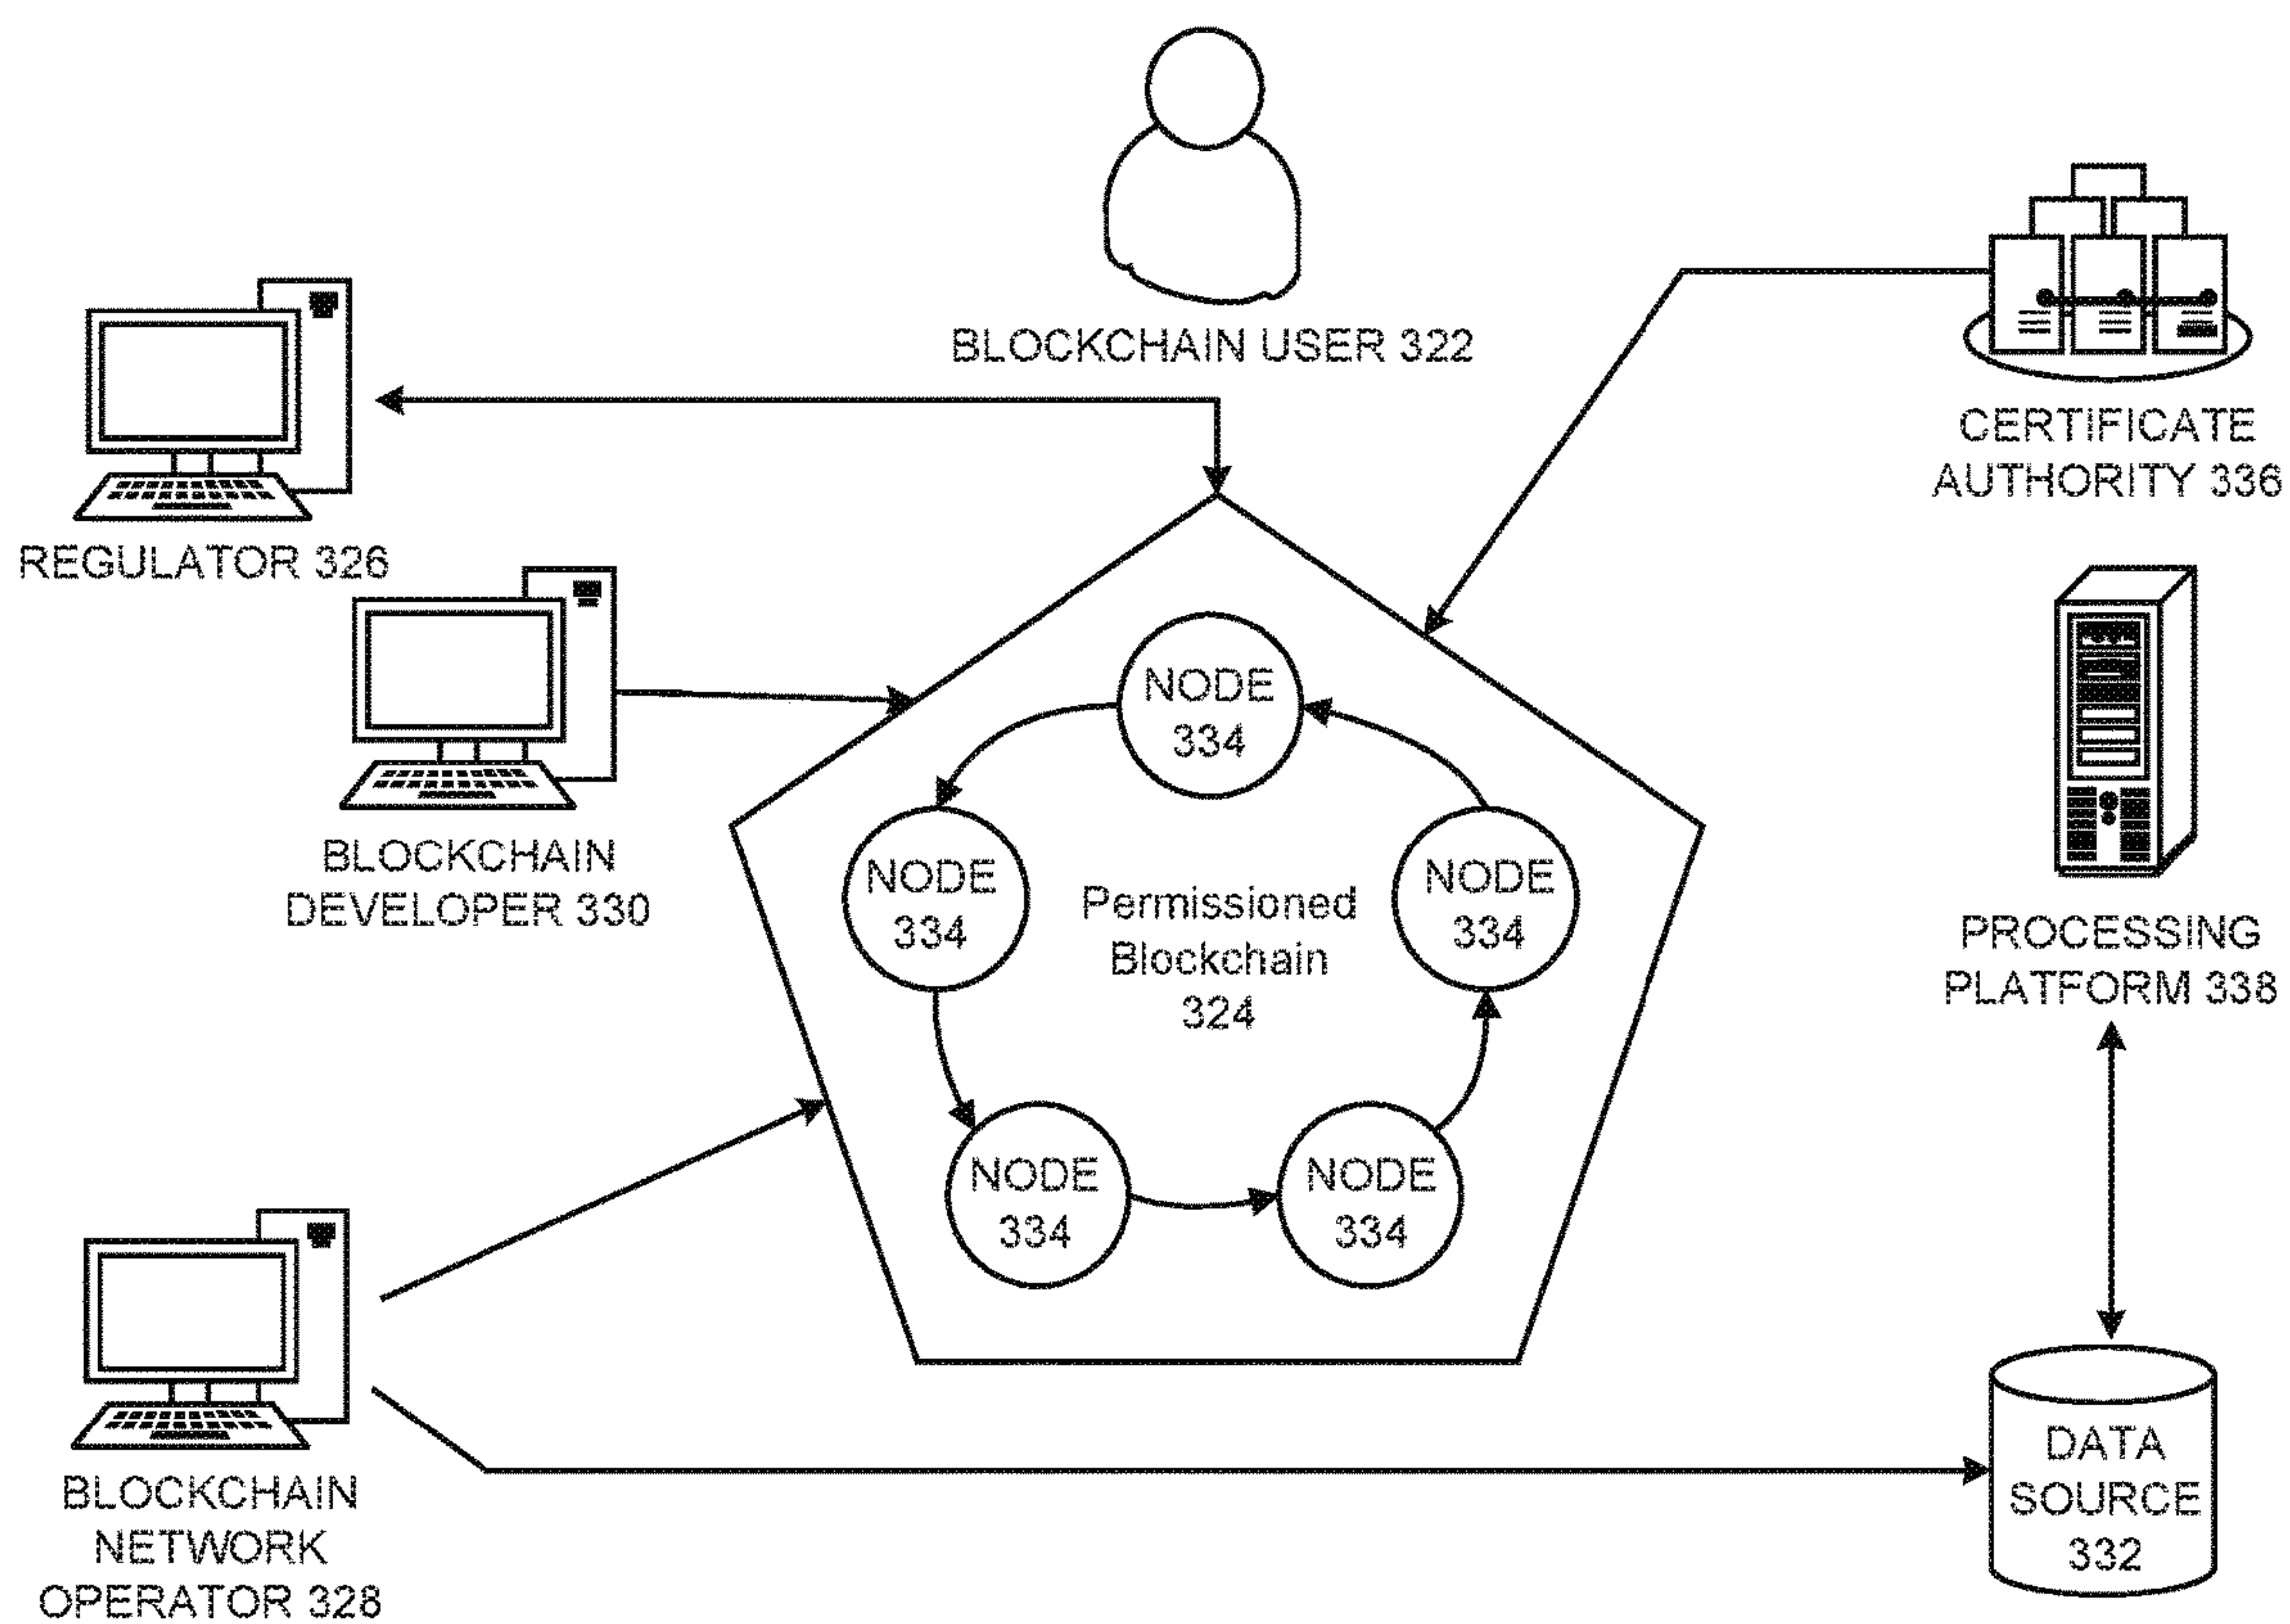 BLOCKCHAIN USER 322
CERTIFICATE
AUTHORITY 336
REGULATOR 326
BLOCKCHAIN
DEVELOPER 330
NODE
334
NODE
334
Permissioned
Blockchain
324
NODE
334
NODE
334
NODE
334
PROCESSING
PLATFORM 338
BLOCKCHAIN
NETWORK
OPERATOR 328
DATA
SOURCE
332